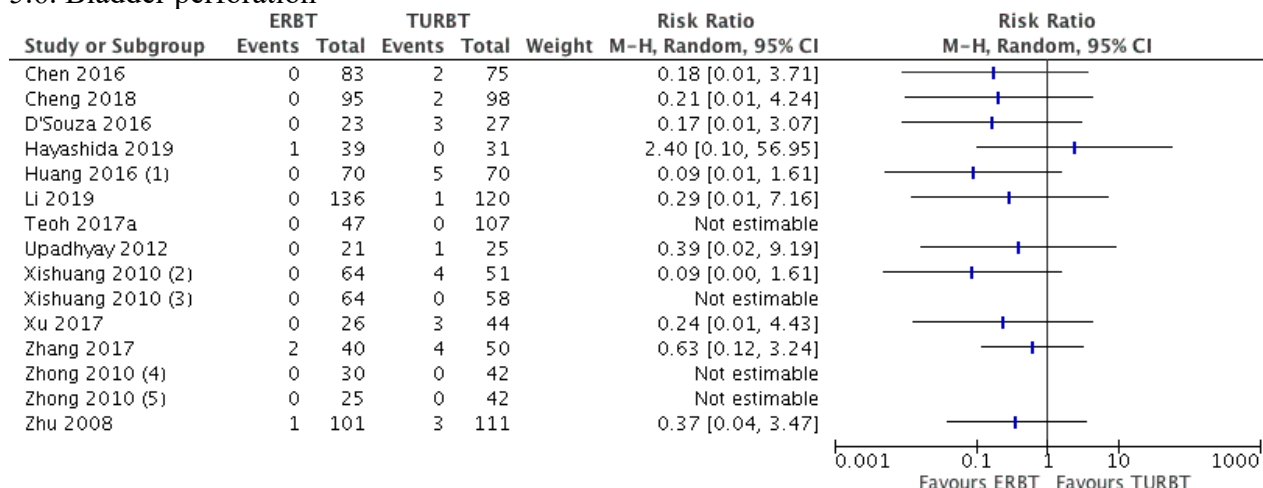 ERBT TURBT Risk Ratio Risk Ratio
Study or Subgroup Events Total Events Total Weight M-H, Random, 95% CI M-H, Random, 95% CI
Chen 2016 0 83 2 75 0.18 [0.01, 3.71]
Cheng 2018 0 95 2 98 0.21 [0.01, 4.24]
D'Souza 2016 0 23 3 27 0.17 [0.01, 3.07]
Hayashida 2019 1 39 0 31 2.40 [0.10, 56.95]
Huang 2016 (1) 0 70 5 70 0.09 [0.01, 1.61]
Li 2019 0 136 1 120 0.29 [0.01, 7.16]
Teoh 2017a 0 47 0 107 Not estimable
Upadhyay 2012 0 21 1 25 0.39 [0.02, 9.19]
Xishuang 2010 (2) 0 64 4 51 0.09 [0.00, 1.61]
Xishuang 2010 (3) 0 64 0 58 Not estimable
Xu 2017 0 26 3 44 0.24 [0.01, 4.43]
Zhang 2017 2 40 4 50 0.63 [0.12, 3.24]
Zhong 2010 (4) 0 30 0 42 Not estimable
Zhong 2010 (5) 0 25 0 42 Not estimable
Zhu 2008 1 101 3 111 0.37 [0.04, 3.47]
0.001 0.1 1 10 1000
Favours ERBT Favours TURBT